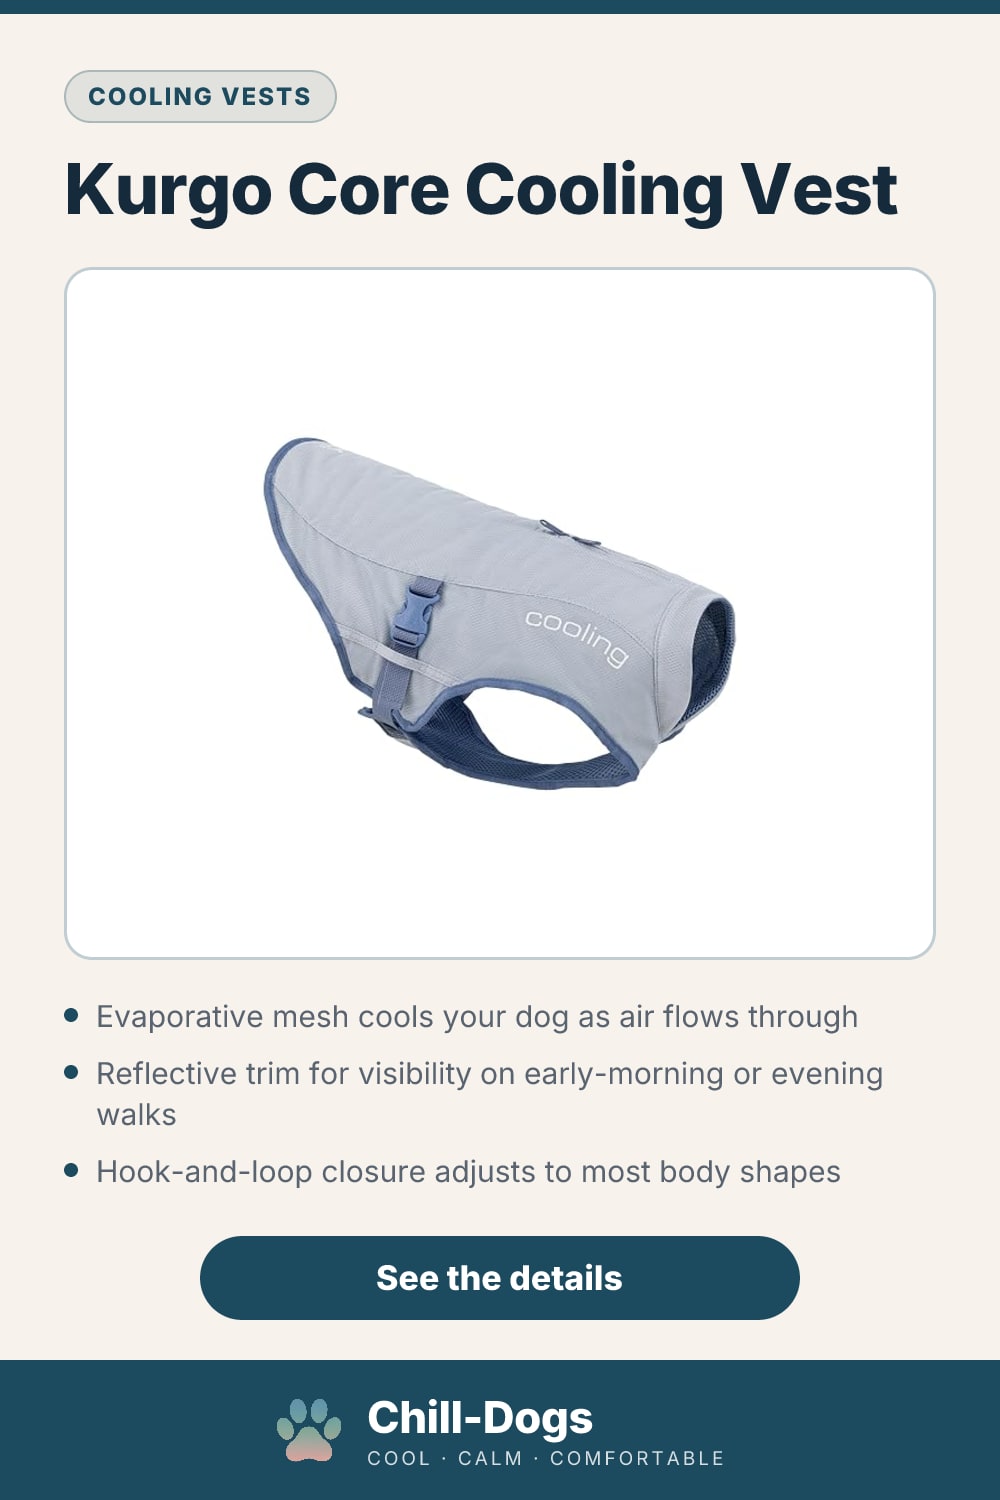 COOLING VESTS
Kurgo Core Cooling Vest
cooling
Evaporative mesh cools your dog as air flows through
Reflective trim for visibility on early-morning or evening
walks
Hook-and-loop closure adjusts to most body shapes
See the details
Chill-Dogs
COOL · CALM · COMFORTABLE